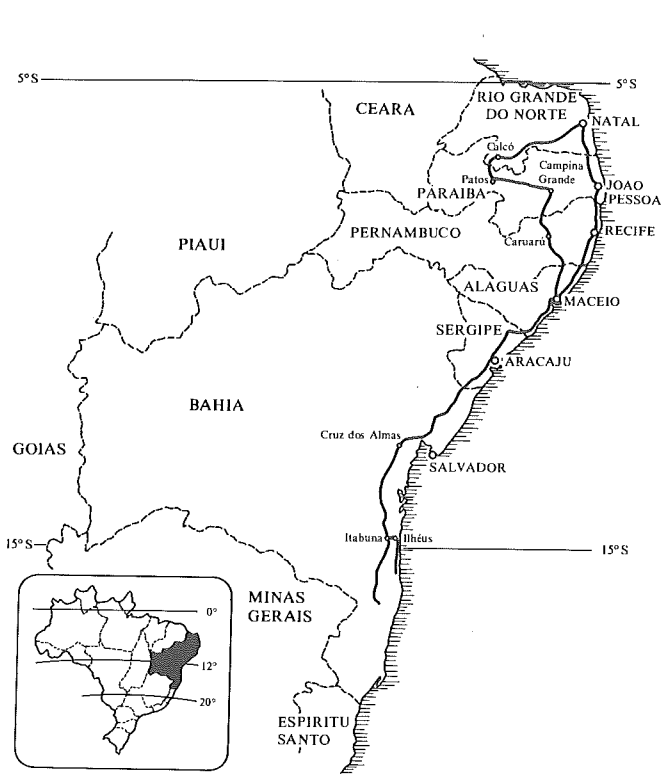 5°S
5°S
CEARA
RIO GRANDE
DO NORTE
NATAL
Calcó
Campina
Grande
Patos
PARAIBA
JOAO
PESSOA
PIAUI
PERNAMBUCO
Caruarú
RECIFE
ALAGUAS
MACEIO
SERGIPE
ARACAJU
BAHIA
GOIAS
Cruz dos Almas
SALVADOR
15°S
Itabuna
Ilhéus
15°S
MINAS
GERAIS
0°
12°
20°
ESPIRITU
SANTO